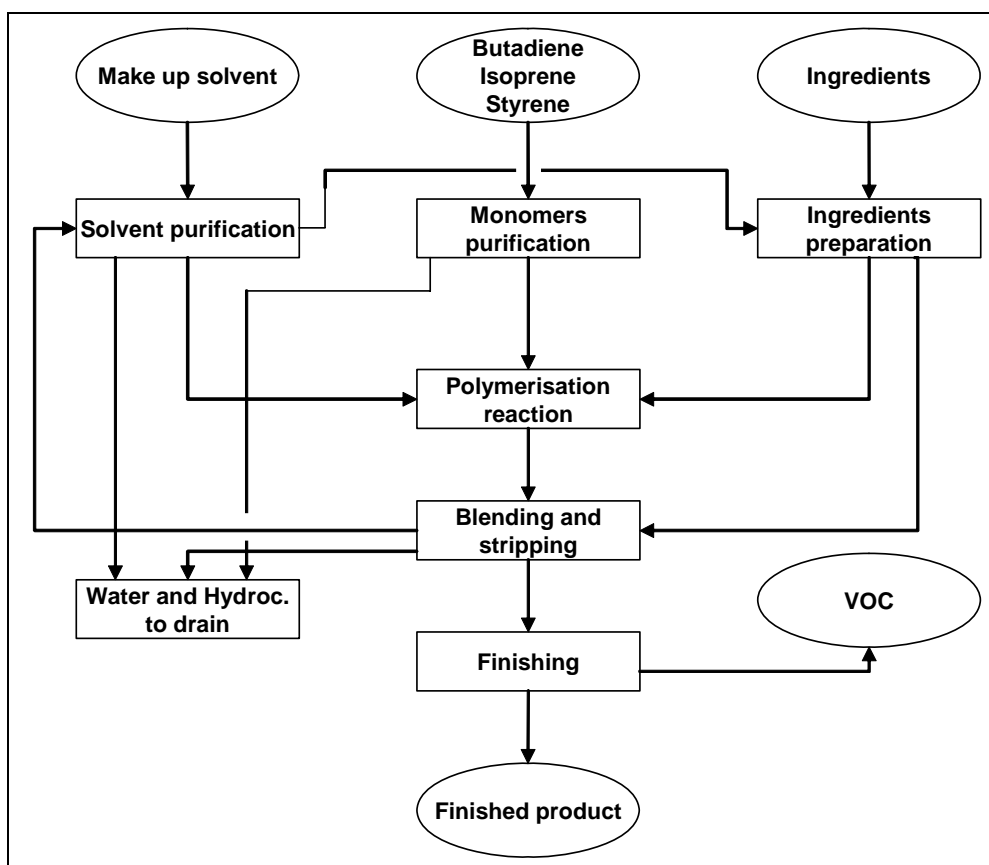 Make up solvent
Butadiene
Isoprene
Styrene
Ingredients
Solvent purification
Monomers
purification
Ingredients
preparation
Polymerisation
reaction
Blending and
stripping
Water and Hydroc.
to drain
VOC
Finishing
Finished product